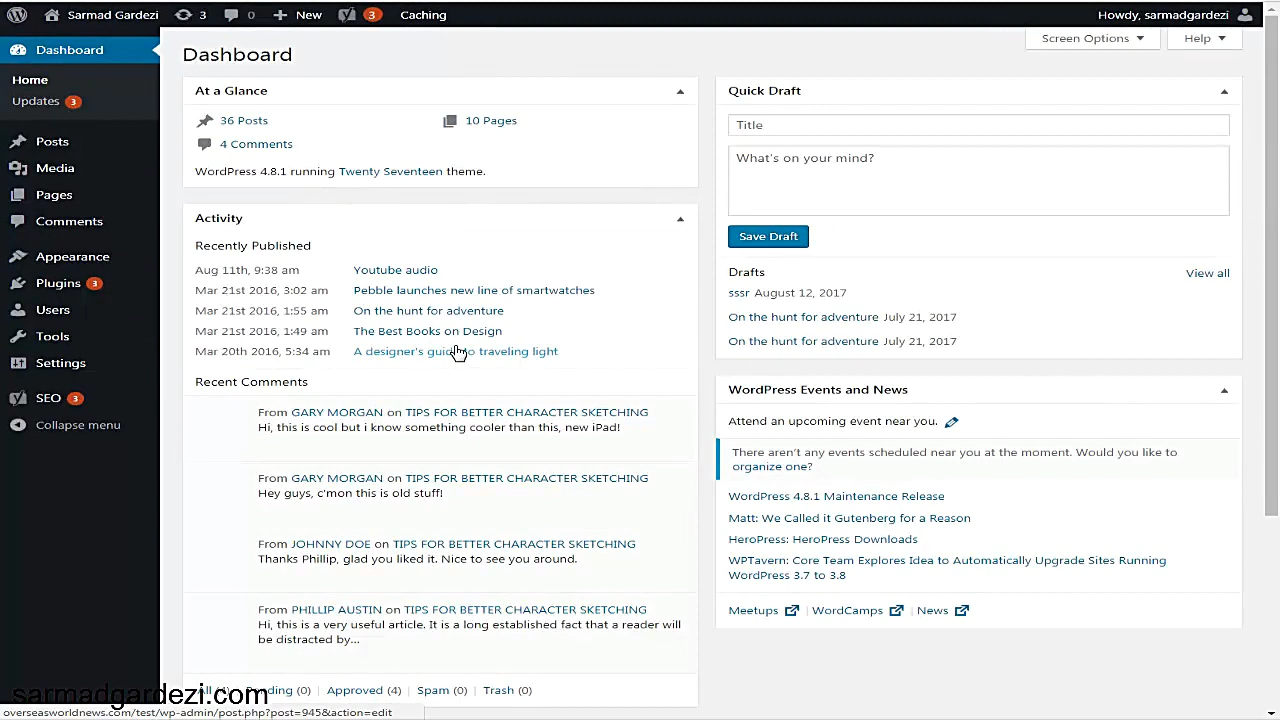 Sarmad Gardezi 3 0 New 3 Caching Howdy, sarmadgardezi
Screen Options Help
Dashboard
Home
Updates 3
Posts
Media
Pages
Comments
Appearance
Plugins 3
Users
Tools
Settings
SEO 3
Collapse menu
Dashboard
At a Glance
36 Posts 10 Pages
4 Comments
WordPress 4.8.1 running Twenty Seventeen theme.
Activity
Recently Published
Aug 11th, 9:38 am Youtube audio
Mar 21st 2016, 3:02 am Pebble launches new line of smartwatches
Mar 21st 2016, 1:55 am On the hunt for adventure
Mar 21st 2016, 1:49 am The Best Books on Design
Mar 20th 2016, 5:34 am A designer's guide to traveling light
Recent Comments
From GARY MORGAN on TIPS FOR BETTER CHARACTER SKETCHING
Hi, this is cool but i know something cooler than this, new iPad!
From GARY MORGAN on TIPS FOR BETTER CHARACTER SKETCHING
Hey guys, c'mon this is old stuff!
From JOHNNY DOE on TIPS FOR BETTER CHARACTER SKETCHING
Thanks Phillip, glad you liked it. Nice to see you around.
From PHILLIP AUSTIN on TIPS FOR BETTER CHARACTER SKETCHING
Hi, this is a very useful article. It is a long established fact that a reader will
be distracted by...
Approved (4) Spam (0) Trash (0)
Quick Draft
Title
What's on your mind?
Save Draft
Drafts View all
sssr August 12, 2017
On the hunt for adventure July 21, 2017
On the hunt for adventure July 21, 2017
WordPress Events and News
Attend an upcoming event near you.
There aren't any events scheduled near you at the moment. Would you like to
organize one?
WordPress 4.8.1 Maintenance Release
Matt: We Called it Gutenberg for a Reason
HeroPress: HeroPress Downloads
WPTavern: Core Team Explores Idea to Automatically Upgrade Sites Running
WordPress 3.7 to 3.8
Meetups WordCamps News
sarmadgardezi.com
overseasworldnews.com/test/wp-admin/post.php?post=945&action=edit